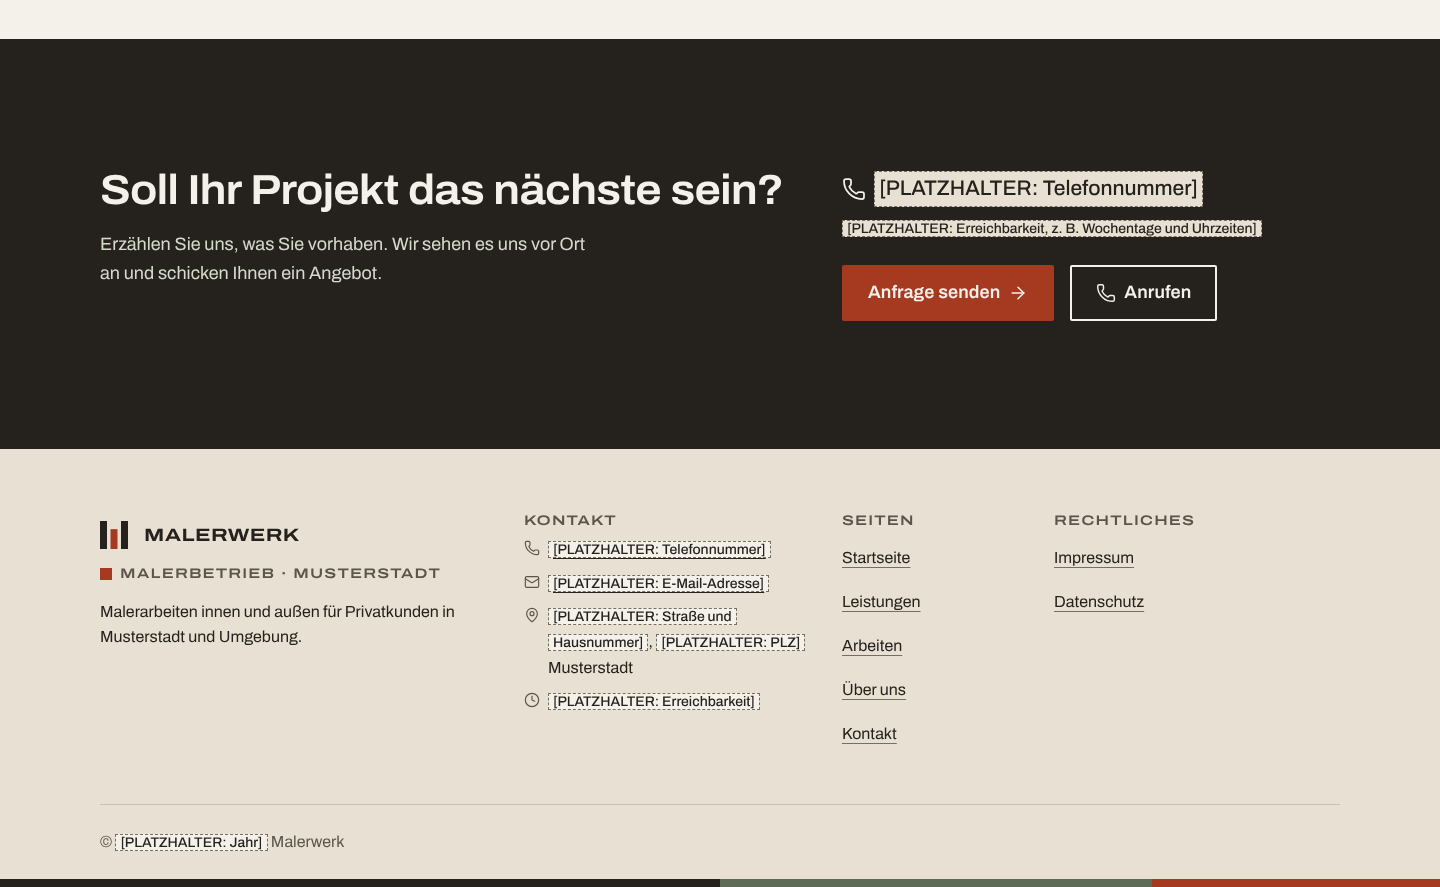 Soll Ihr Projekt das nächste sein?
Erzählen Sie uns, was Sie vorhaben. Wir sehen es uns vor Ort
an und schicken Ihnen ein Angebot.
[PLATZHALTER: Telefonnummer]
[PLATZHALTER: Erreichbarkeit, z. B. Wochentage und Uhrzeiten]
Anfrage senden
Anrufen
MALERWERK
MALERBETRIEB · MUSTERSTADT
Malerarbeiten innen und außen für Privatkunden in
Musterstadt und Umgebung.
KONTAKT
[PLATZHALTER: Telefonnummer]
[PLATZHALTER: E-Mail-Adresse]
[PLATZHALTER: Straße und
Hausnummer], [PLATZHALTER: PLZ]
Musterstadt
[PLATZHALTER: Erreichbarkeit]
SEITEN
Startseite
Leistungen
Arbeiten
Über uns
Kontakt
RECHTLICHES
Impressum
Datenschutz
© [PLATZHALTER: Jahr] Malerwerk